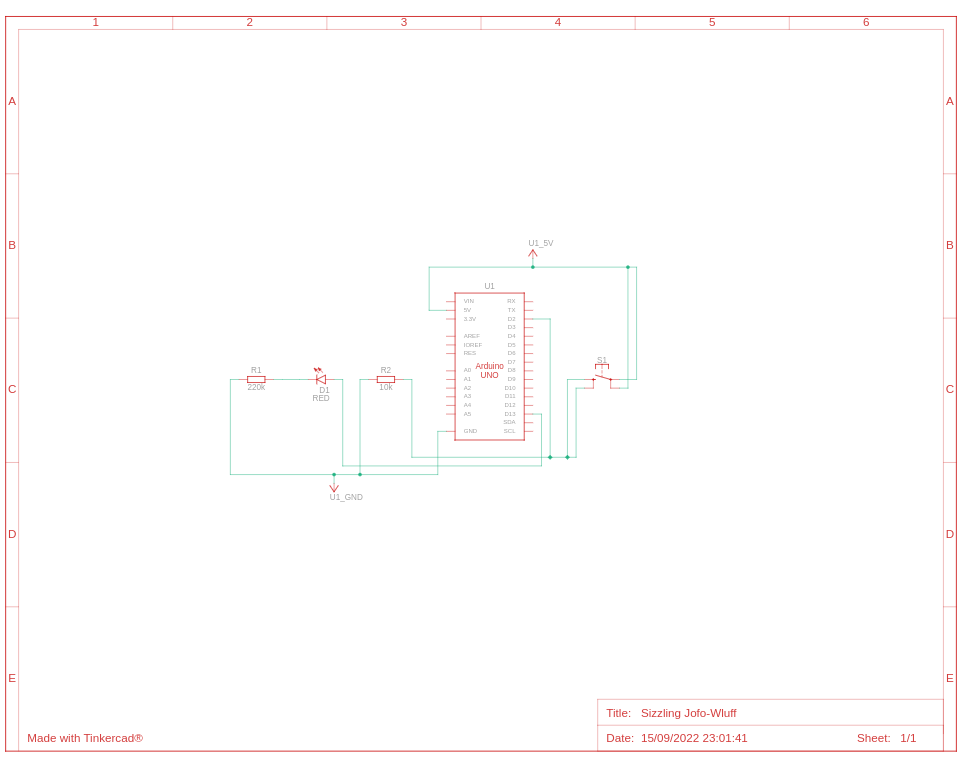 1 2 3 4 5 6
A A
B B
U1_5V
U1
VIN RX
5V TX
3.3V D2
D3
AREF D4
IOREF D5
RES D6
D7
A0 D8
A1 D9
A2 D10
A3 D11
A4 D12
A5 D13
SDA
GND SCL
Arduino
UNO
S1
C C
R1
220k
D1
RED
R2
10k
U1_GND
D D
E E
Title: Sizzling Jofo-Wluff
Made with Tinkercad®
Date: 15/09/2022 23:01:41 Sheet: 1/1